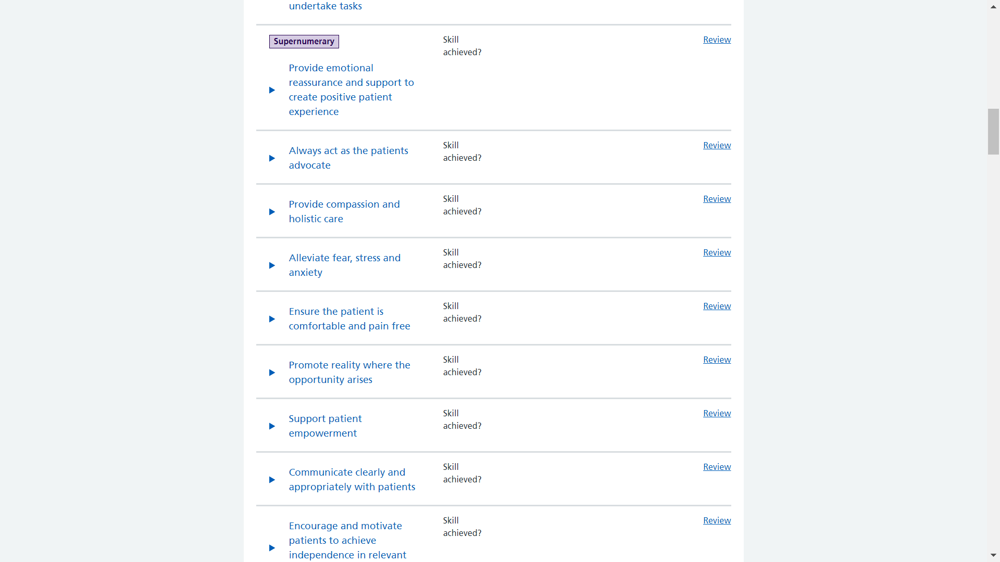 undertake tasks
Supernumerary
Skill
achieved?
Review
Provide emotional
reassurance and support to
create positive patient
experience
Always act as the patients
advocate
Skill
achieved?
Review
Provide compassion and
holistic care
Skill
achieved?
Review
Alleviate fear, stress and
anxiety
Skill
achieved?
Review
Ensure the patient is
comfortable and pain free
Skill
achieved?
Review
Promote reality where the
opportunity arises
Skill
achieved?
Review
Support patient
empowerment
Skill
achieved?
Review
Communicate clearly and
appropriately with patients
Skill
achieved?
Review
Encourage and motivate
patients to achieve
independence in relevant
Skill
achieved?
Review